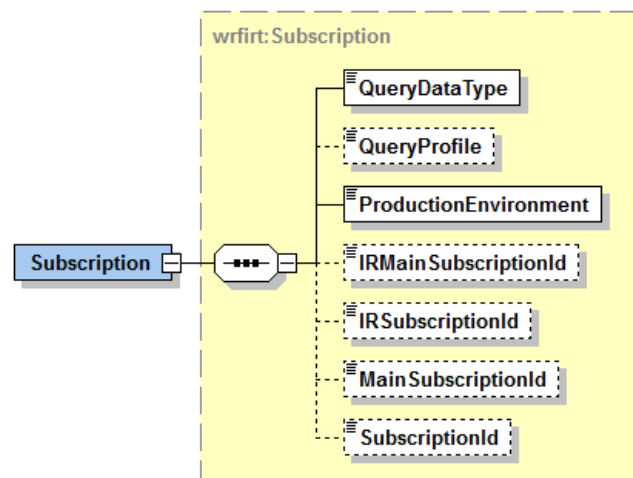 wrfirt:Subscription
QueryDataType
QueryProfile
ProductionEnvironment
Subscription
IRMainSubscriptionId
IRSubscriptionId
MainSubscriptionId
SubscriptionId